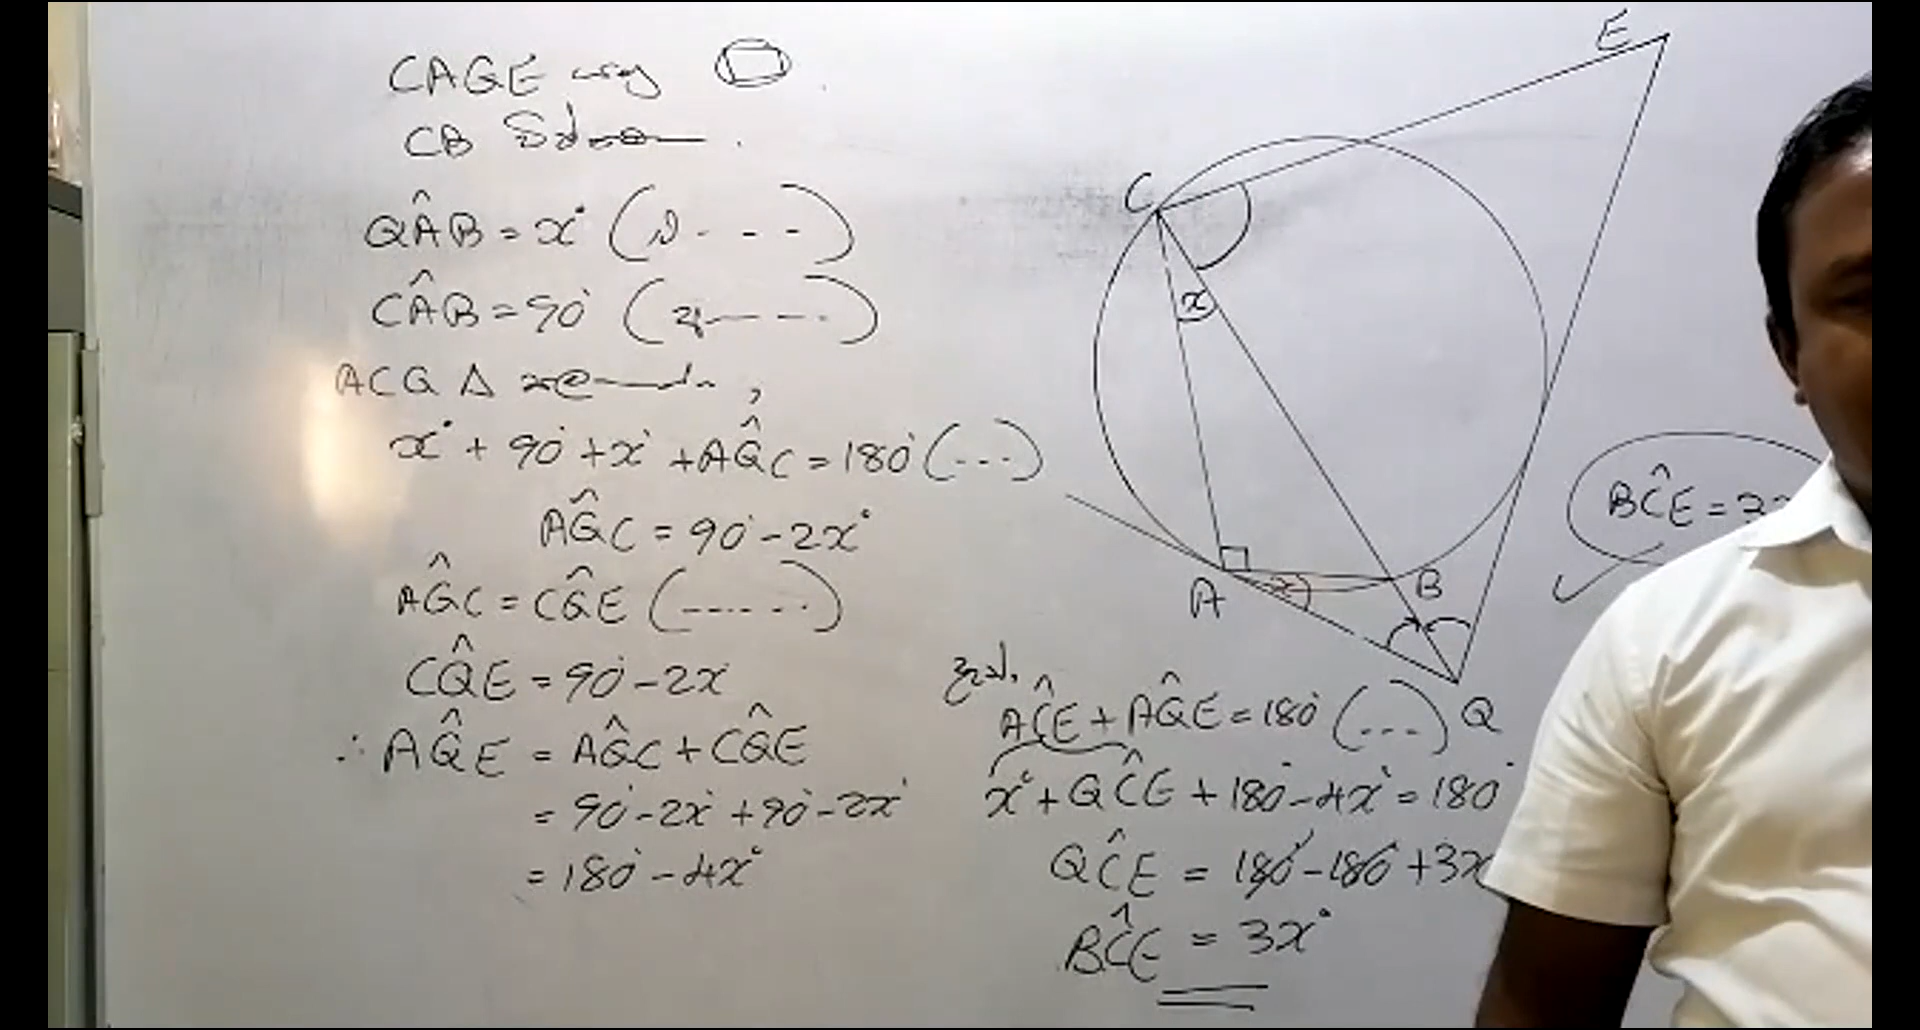 CAQE
CB
QÂB = x° ( - - - )
CÂB = 90° ( - - - )
ACQ Δ ,
x° + 90° + x° + AQ̂C = 180° (...)
AQ̂C = 90° - 2x°
AQ̂C = CQ̂E (......)
CQ̂E = 90° - 2x
∴ AQ̂E = AQ̂C + CQ̂E
= 90° - 2x° + 90° - 2x°
= 180° - 4x°
E
C
x
A
x
B
Q
BĈE =
AĈE + AQ̂E = 180° (...)
x° + QĈE + 180° - 4x° = 180°
QĈE = 180° - 180° + 3x
BĈE = 3x°